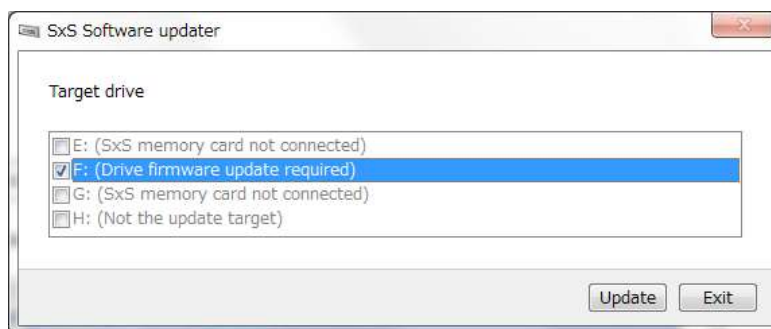 SxS Software updater
Target drive
E: (SxS memory card not connected)
F: (Drive firmware update required)
G: (SxS memory card not connected)
H: (Not the update target)
Update Exit